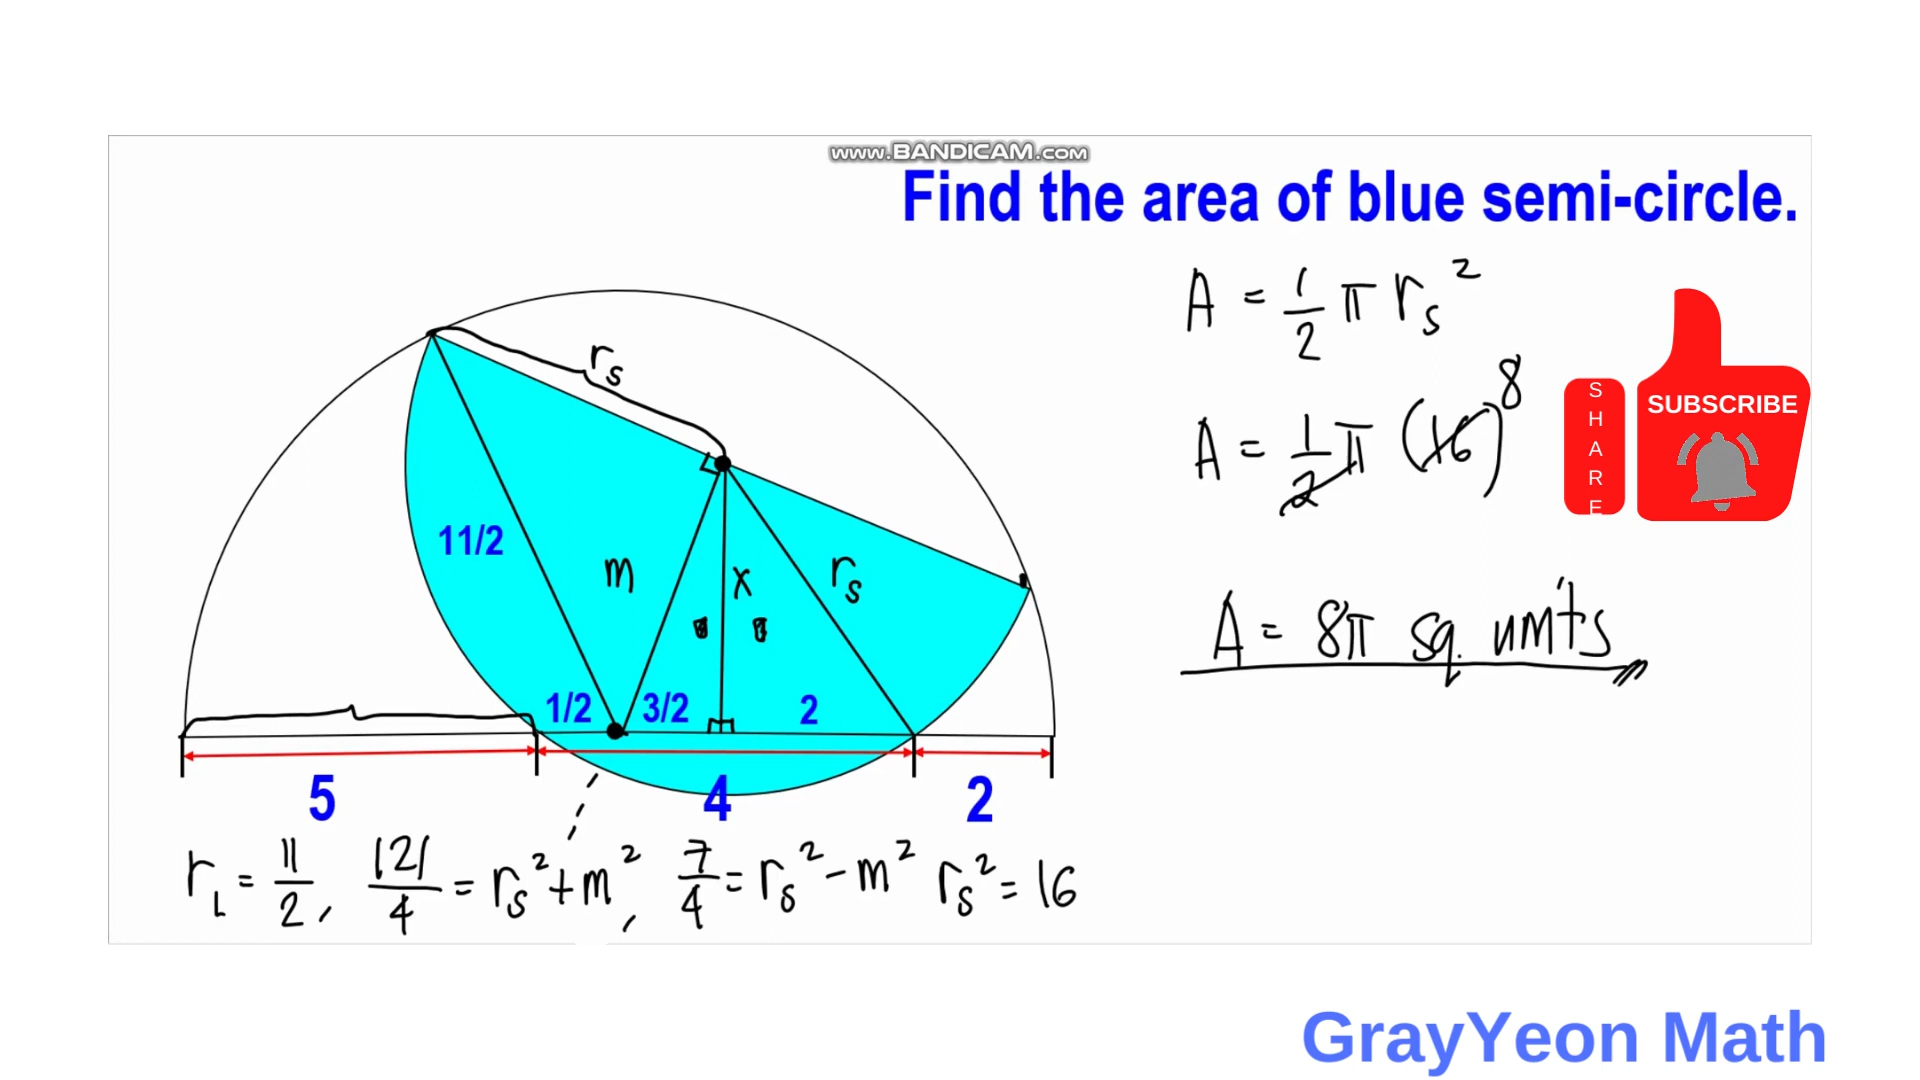 www.BANDICAM.com
Find the area of blue semi-circle.
A = 1/2 π rs²
A = 1/2 π (16) 8
A = 8π sq. units
SHARE
SUBSCRIBE
rs
11/2
m
x
rs
1/2
3/2
2
5
4
2
rL = 11/2, 121/4 = rs² + m², 7/4 = rs² - m² rs² = 16
GrayYeon Math